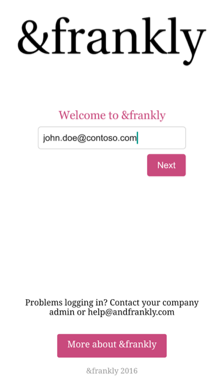 &frankly
Welcome to &frankly
john.doe@contoso.com
Next
Problems logging in? Contact your company
admin or help@andfrankly.com
More about &frankly
&frankly 2016